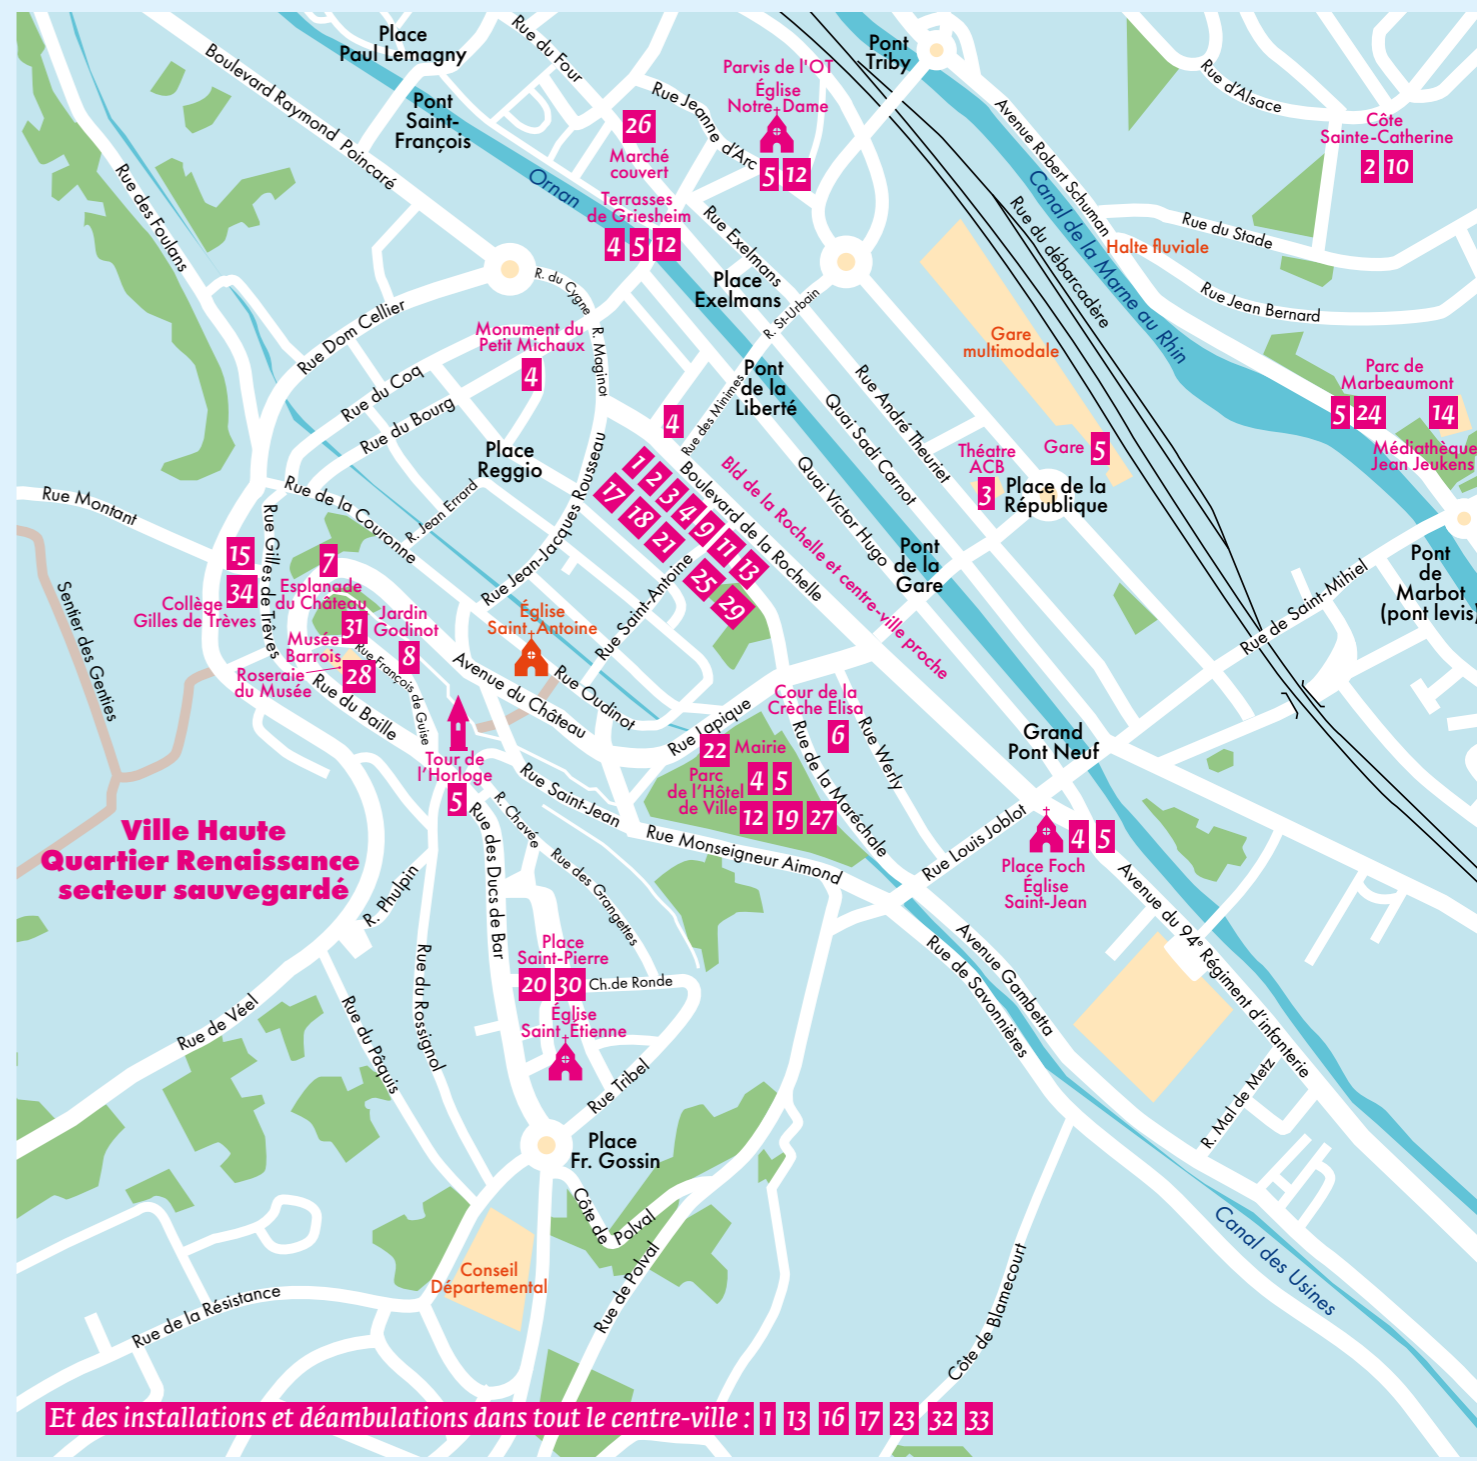 Place
Paul Lemagny
Rue du Four
Pont
Triby
Parvis de l'OT
Église
Notre-Dame
5 12
Boulevard Raymond Poincaré
Pont
Saint-
François
26
Marché
couvert
Rue Jeanne d'Arc
Rue d'Alsace
Côte
Sainte-Catherine
2 10
Avenue Robert Schuman
Canal de la Marne au Rhin
Rue du débarcadère
Rue des Foulans
Ornan
Terrasses
de Griesheim
4 5 12
Rue Exelmans
Rue du Stade
Halte fluviale
Rue Jean Bernard
Place
Exelmans
R. du Cygne
R. St-Urbain
Rue Dom Cellier
Monument du
Petit Michaux
4
R. Maginot
Gare
multimodale
Rue du Coq
Rue du Bourg
Pont
de la
Liberté
Rue des Minimes
4
Rue André Theuriet
Quai Sadi Carnot
Quai Victor Hugo
Parc de
Marbeaumont
5 24 14
Médiathèque
Jean Jeukens
Place
Reggio
Théatre
ACB
3
Gare 5
Place de la
République
Rue Montant
Rue de la Couronne
R. Jean Errard
Rue Jean-Jacques Rousseau
1 2 3 4 9 11 13
17 18 21 25 29
Boulevard de la Rochelle
Bld de la Rochelle et centre-ville proche
Pont
de la
Gare
Pont
de
Marbot
(pont levis)
Rue de Saint-Mihiel
Rue Gilles de Trèves
15
34
Collège
Gilles de Trèves
7
Esplanade
du Château
31
Musée
Barrois
28
Roseraie
du Musée
Jardin
Godinot
8
Rue François de Guise
Église
Saint-Antoine
Rue Saint-Antoine
Rue Oudinot
Avenue du Château
Sentier des Genties
Rue du Baille
Tour de
l'Horloge
5
Rue Lapique
22 Mairie
4 5
Parc
de l'Hôtel
de Ville
12 19 27
Cour de la
Crèche Elisa
6
Rue Werly
Rue de la Maréchale
Grand
Pont Neuf
Rue Saint-Jean
R. Chavé
Rue des Ducs de Bar
Rue des Grangettes
Rue Monseigneur Aimond
Rue Louis Joblot
4 5
Place Foch
Église
Saint-Jean
Ville Haute
Quartier Renaissance
secteur sauvegardé
R. Phulpin
Avenue du 94e Régiment d'infanterie
Place
Saint-Pierre
20 30
Ch.de Ronde
Église
Saint Étienne
Rue de Véel
Rue du Pâquis
Rue du Rossignol
Rue Tribel
Avenue Gambetta
Rue de Savonnières
R. Mal de Metz
Place
Fr. Gossin
Côte de Polval
Rue de Polval
Conseil
Départemental
Rue de la Résistance
Côte de Blamecourt
Canal des Usines
Et des installations et déambulations dans tout le centre-ville : 1 13 16 17 23 32 33